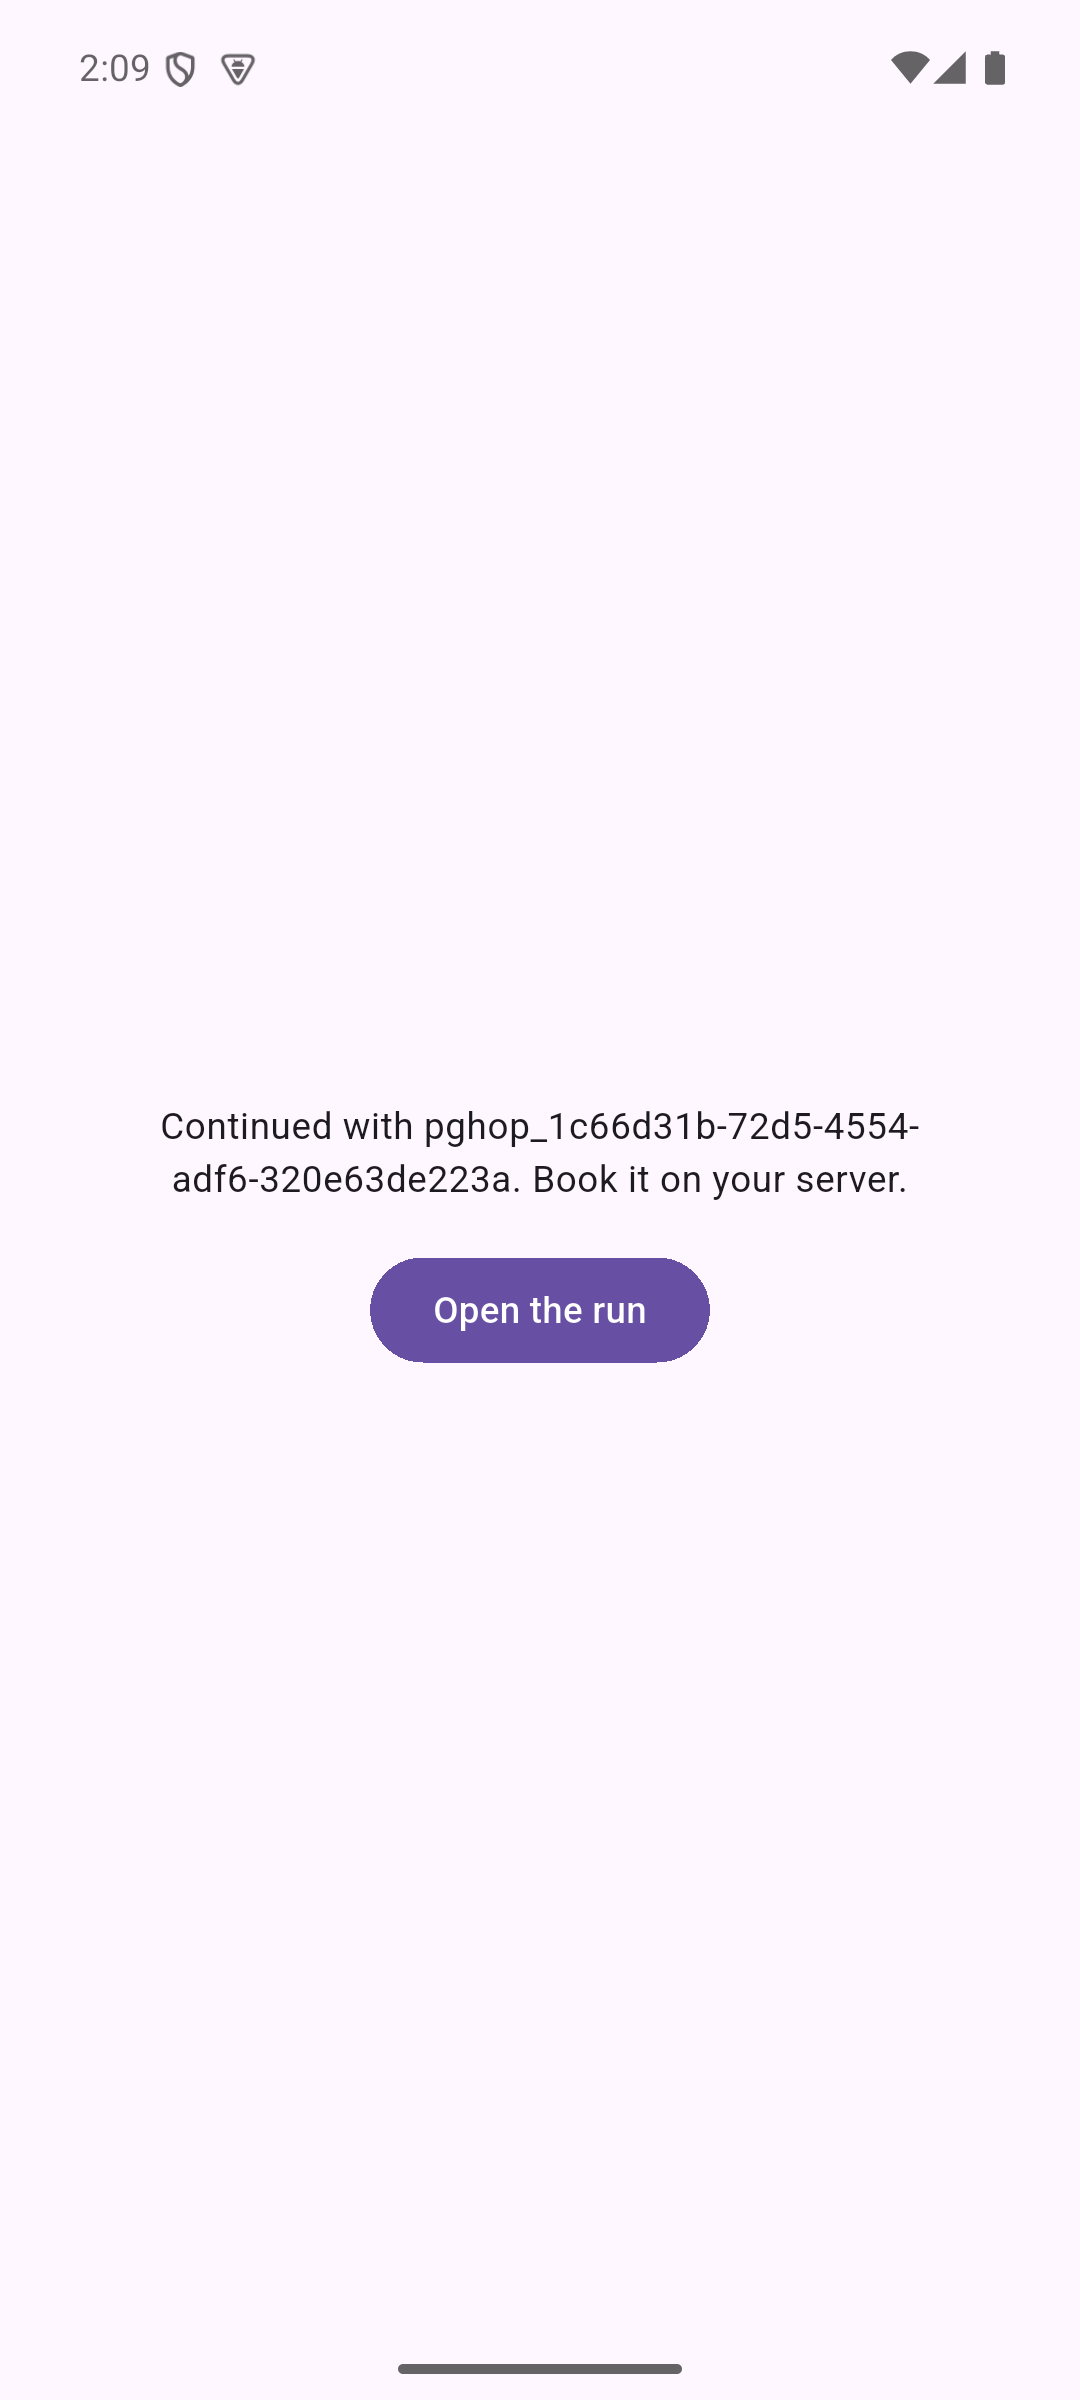 2:09
Continued with pghop_1c66d31b-72d5-4554-
adf6-320e63de223a. Book it on your server.
Open the run